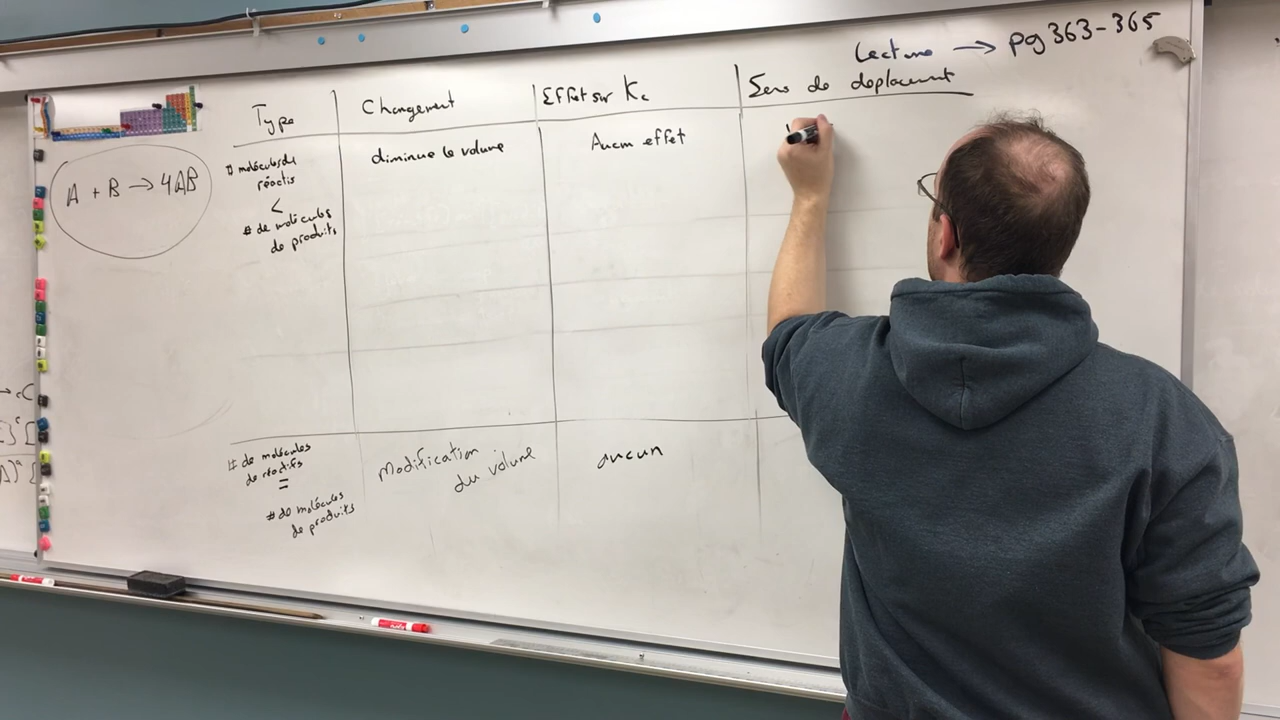 Lecture → pg 363-365
Type
Changement
Effet sur Kc
Sens de déplacement
A + B → 4AB
# molécules de
réactifs
<
# de molécules
de produits
diminue le volume
Aucun effet
# de molécules
de réactifs
=
# de molécules
de produits
Modification
du volume
aucun